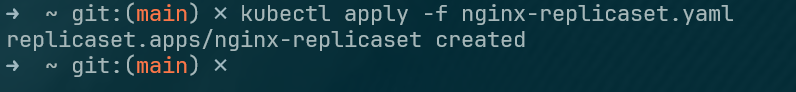 → ~ git:(main) ✕ kubectl apply -f nginx-replicaset.yaml
replicaset.apps/nginx-replicaset created
→ ~ git:(main) ✕